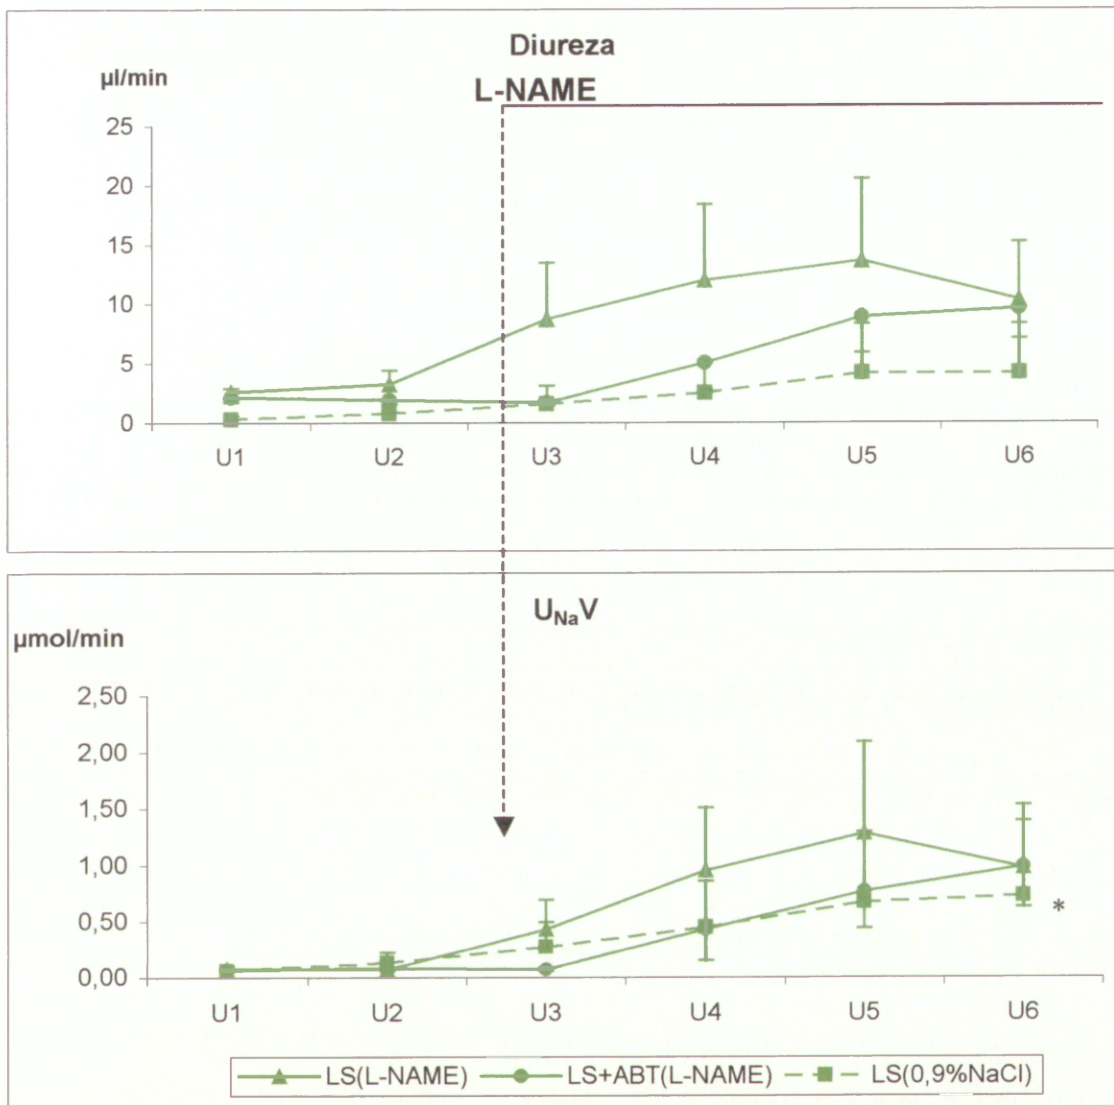 Diureza
µl/min
L-NAME
25
20
15
10
5
0
U1 U2 U3 U4 U5 U6
UNaV
µmol/min
2,50
2,00
1,50
1,00
0,50
0,00
*
U1 U2 U3 U4 U5 U6
LS(L-NAME) LS+ABT(L-NAME) LS(0,9%NaCl)